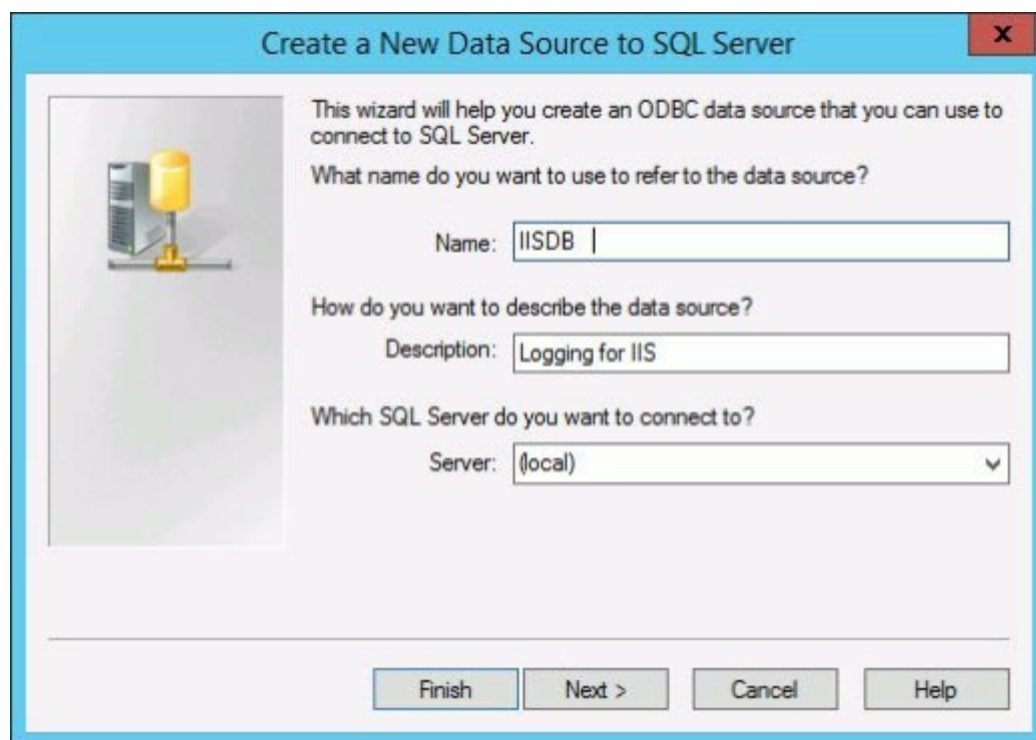 Create a New Data Source to SQL Server
x
This wizard will help you create an ODBC data source that you can use to
connect to SQL Server.
What name do you want to use to refer to the data source?
Name: IISDB
How do you want to describe the data source?
Description: Logging for IIS
Which SQL Server do you want to connect to?
Server: (local)
Finish Next > Cancel Help